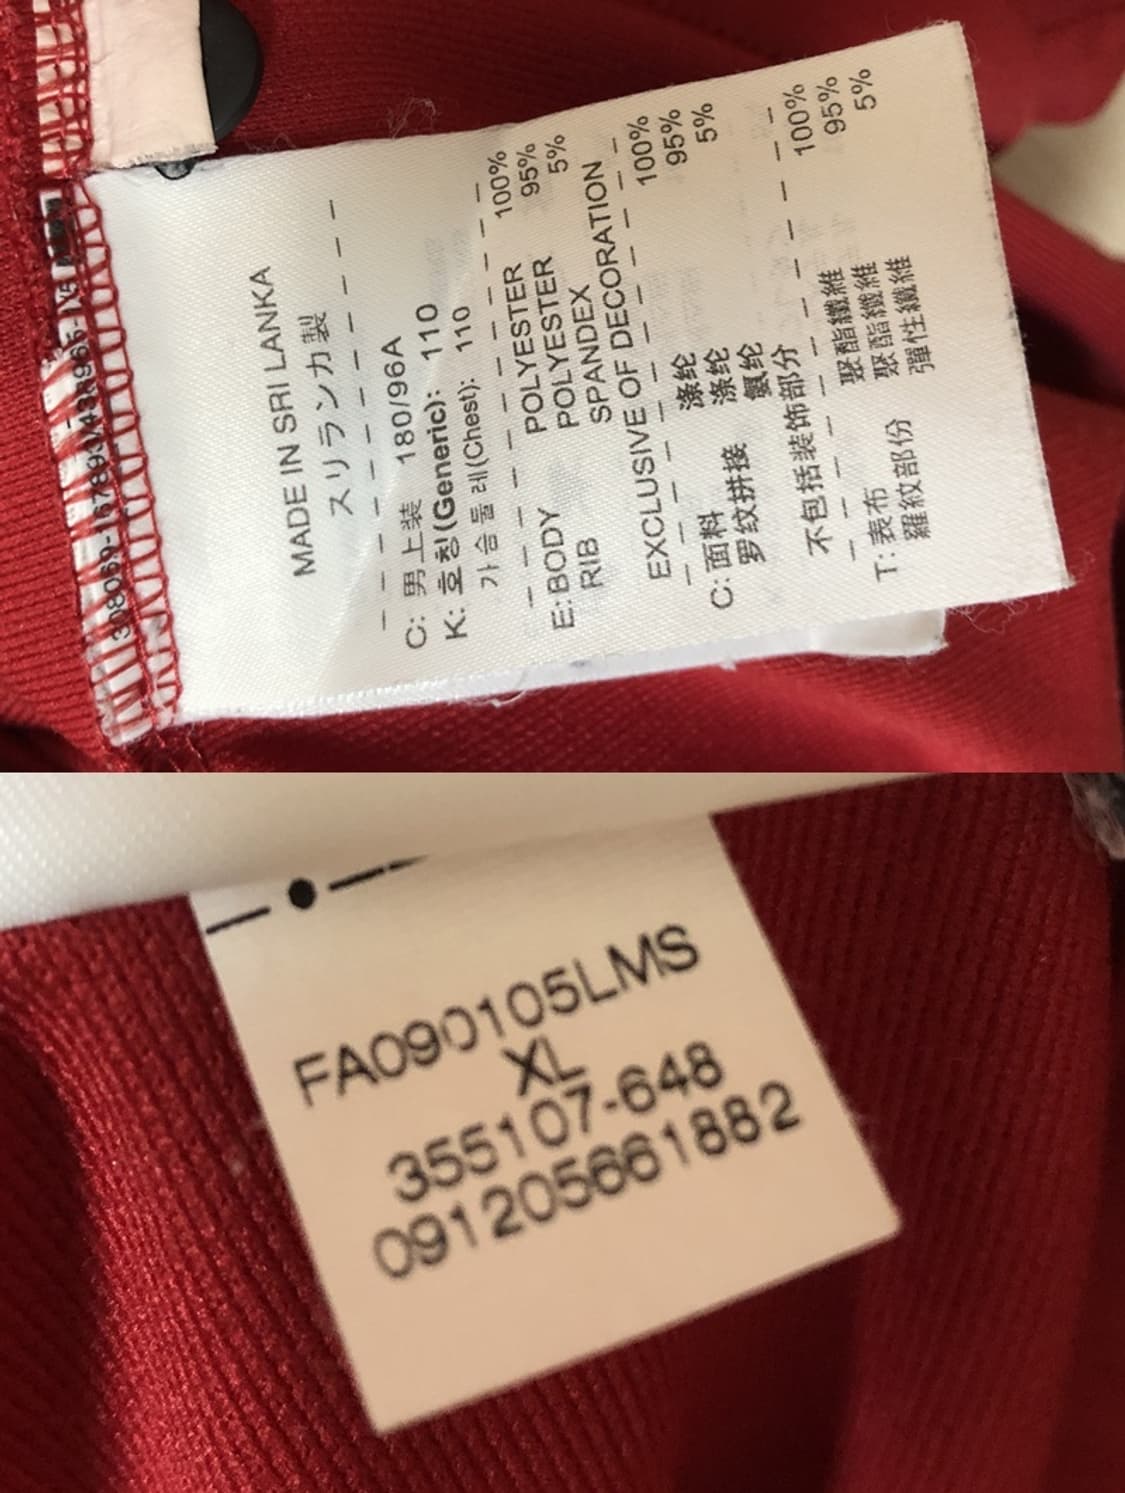 MADE IN SRI LANKA
スリランカ製
C: 男上装 180/96A
K: 호칭(Generic): 110
가슴둘레(Chest): 110
E: BODY POLYESTER 100%
RIB POLYESTER 95%
SPANDEX 5%
EXCLUSIVE OF DECORATION
C: 面料 涤纶 100%
罗纹拼接 涤纶 95%
氨纶 5%
不包括装饰部分
T: 表布 聚酯纖維 100%
羅紋部份 聚酯纖維 95%
彈性纖維 5%
FA090105LMS
XL
355107-648
091205661882